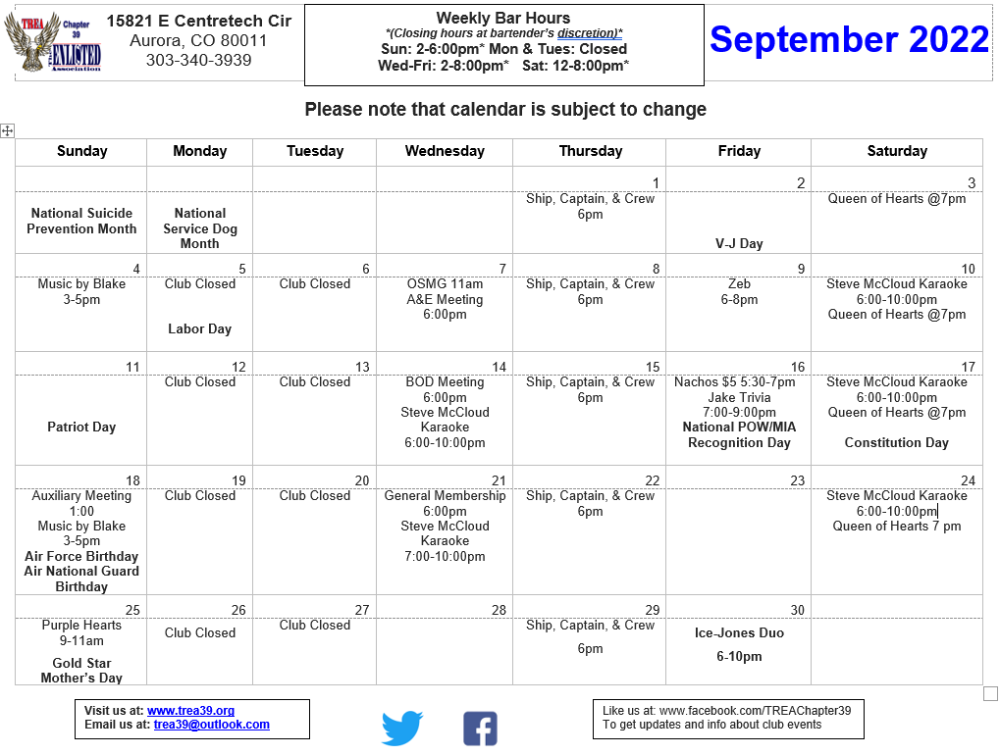 TREA Chapter
39
THE ENLISTED
Association
15821 E Centretech Cir
Aurora, CO 80011
303-340-3939
Weekly Bar Hours
*(Closing hours at bartender's discretion)*
Sun: 2-6:00pm* Mon & Tues: Closed
Wed-Fri: 2-8:00pm* Sat: 12-8:00pm*
September 2022
Please note that calendar is subject to change
Sunday Monday Tuesday Wednesday Thursday Friday Saturday
National Suicide
Prevention Month
National
Service Dog
Month
1
Ship, Captain, & Crew
6pm
2
V-J Day
3
Queen of Hearts @7pm
4
Music by Blake
3-5pm
5
Club Closed
Labor Day
6
Club Closed
7
OSMG 11am
A&E Meeting
6:00pm
8
Ship, Captain, & Crew
6pm
9
Zeb
6-8pm
10
Steve McCloud Karaoke
6:00-10:00pm
Queen of Hearts @7pm
11
Patriot Day
12
Club Closed
13
Club Closed
14
BOD Meeting
6:00pm
Steve McCloud
Karaoke
6:00-10:00pm
15
Ship, Captain, & Crew
6pm
16
Nachos $5 5:30-7pm
Jake Trivia
7:00-9:00pm
National POW/MIA
Recognition Day
17
Steve McCloud Karaoke
6:00-10:00pm
Queen of Hearts @7pm
Constitution Day
18
Auxiliary Meeting
1:00
Music by Blake
3-5pm
Air Force Birthday
Air National Guard
Birthday
19
Club Closed
20
Club Closed
21
General Membership
6:00pm
Steve McCloud
Karaoke
7:00-10:00pm
22
Ship, Captain, & Crew
6pm
23
24
Steve McCloud Karaoke
6:00-10:00pm
Queen of Hearts 7 pm
25
Purple Hearts
9-11am
Gold Star
Mother's Day
26
Club Closed
27
Club Closed
28
29
Ship, Captain, & Crew
6pm
30
Ice-Jones Duo
6-10pm
Visit us at: www.trea39.org
Email us at: trea39@outlook.com
Like us at: www.facebook.com/TREAChapter39
To get updates and info about club events